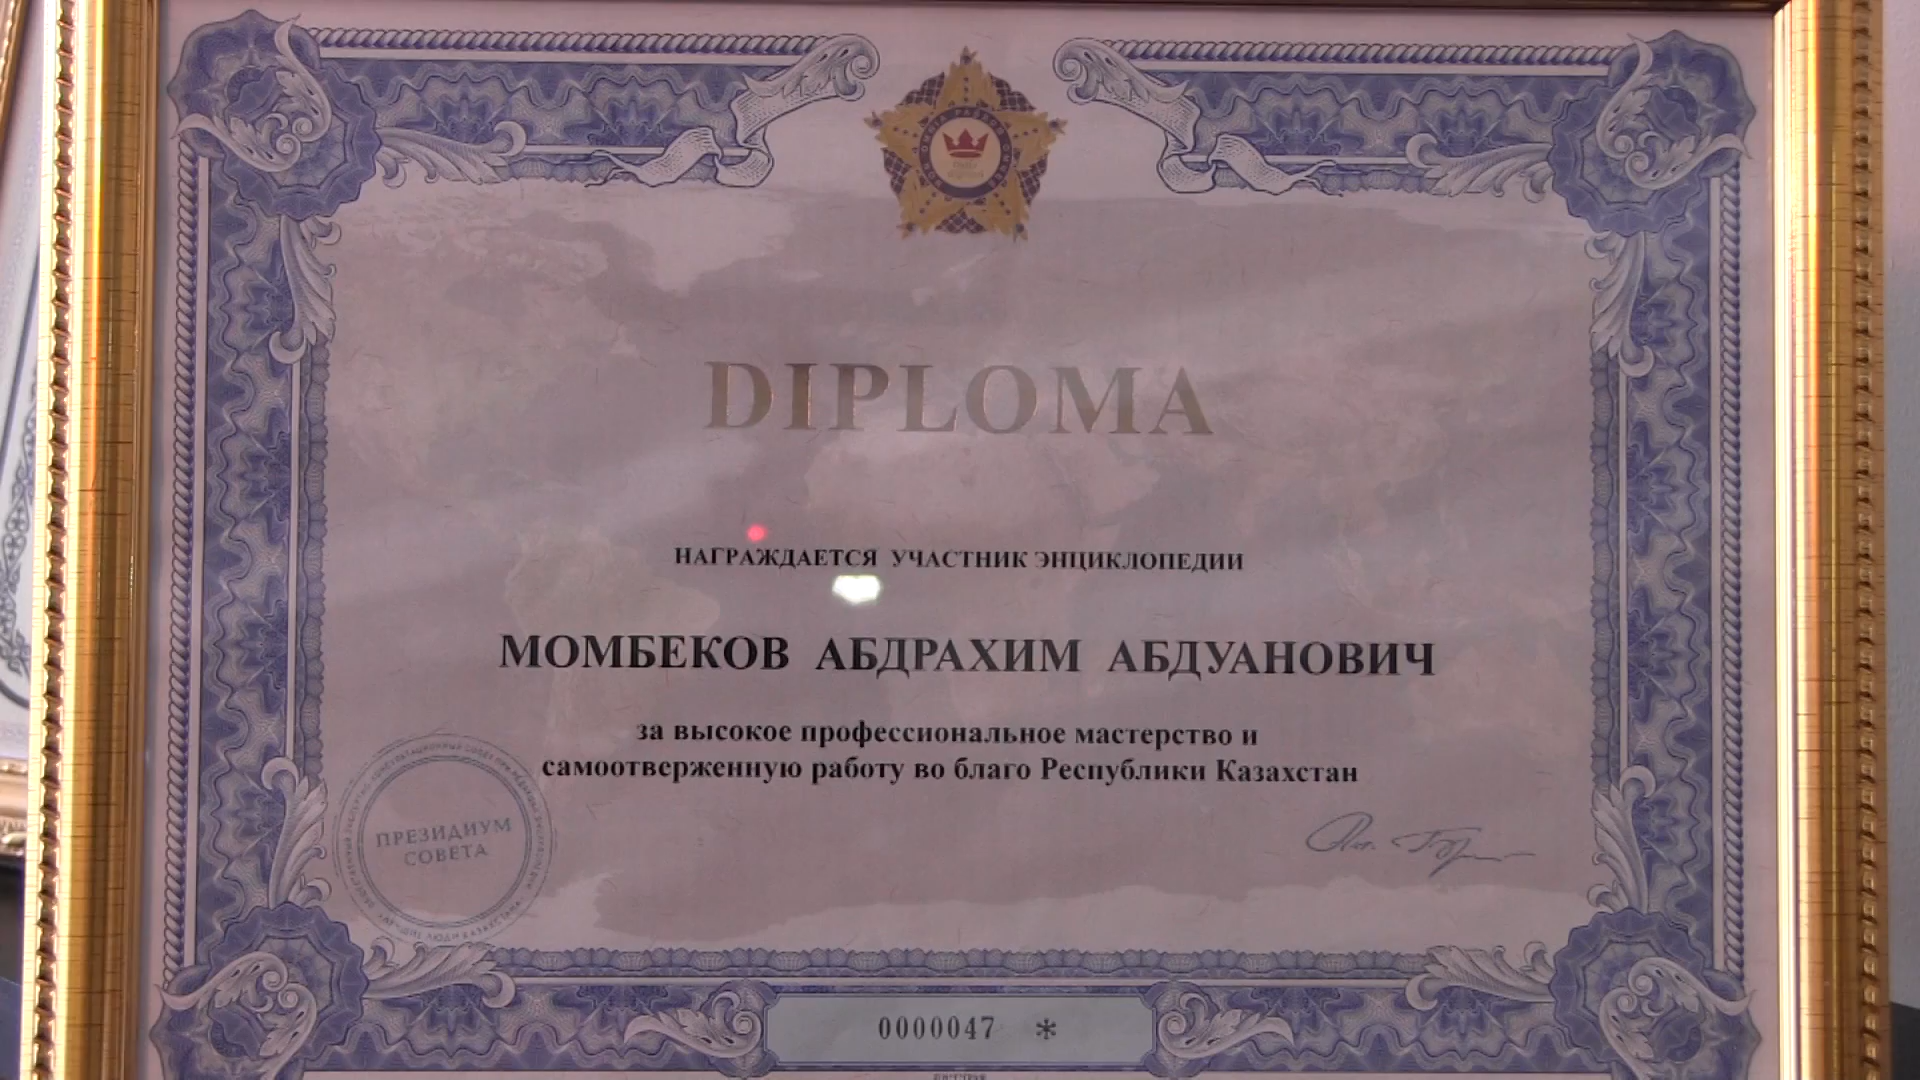 DIPLOMA
НАГРАЖДАЕТСЯ УЧАСТНИК ЭНЦИКЛОПЕДИИ
МОМБЕКОВ АБДРАХИМ АБДУАНОВИЧ
за высокое профессиональное мастерство и
самоотверженную работу во благо Республики Казахстан
ПРЕЗИДИУМ
СОВЕТА
0000047 *